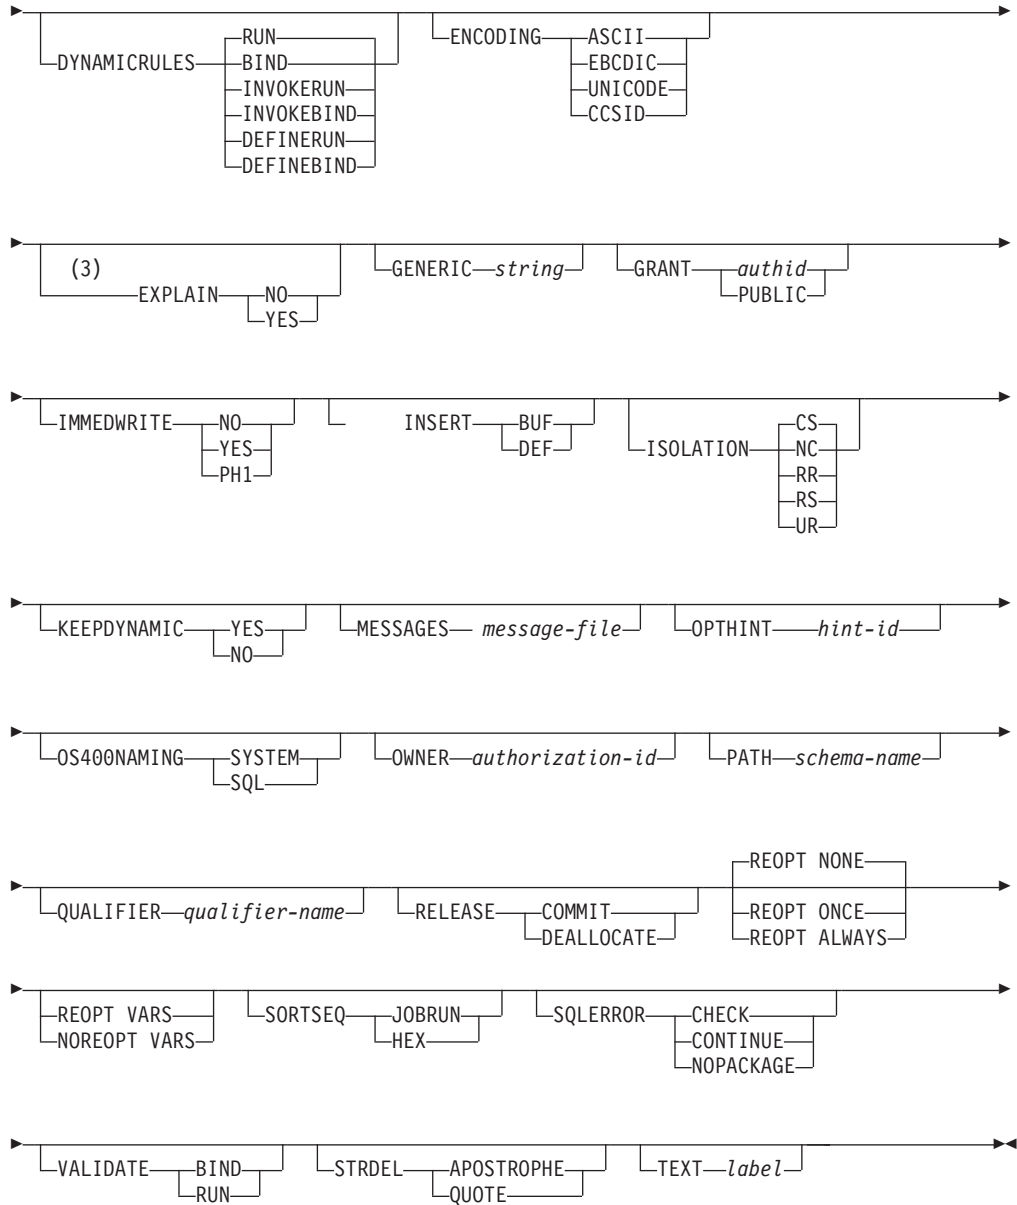 RUN
DYNAMICRULES BIND
INVOKERUN
INVOKEBIND
DEFINERUN
DEFINEBIND
ENCODING ASCII
EBCDIC
UNICODE
CCSID
(3)
EXPLAIN NO
YES
GENERIC string
GRANT authid
PUBLIC
IMMEDWRITE NO
YES
PH1
INSERT BUF
DEF
CS
ISOLATION NC
RR
RS
UR
KEEPDYNAMIC YES
NO
MESSAGES message-file
OPTHINT hint-id
OS400NAMING SYSTEM
SQL
OWNER authorization-id
PATH schema-name
QUALIFIER qualifier-name
RELEASE COMMIT
DEALLOCATE
REOPT NONE
REOPT ONCE
REOPT ALWAYS
REOPT VARS
NOREOPT VARS
SORTSEQ JOBRUN
HEX
SQLERROR CHECK
CONTINUE
NOPACKAGE
VALIDATE BIND
RUN
STRDEL APOSTROPHE
QUOTE
TEXT label